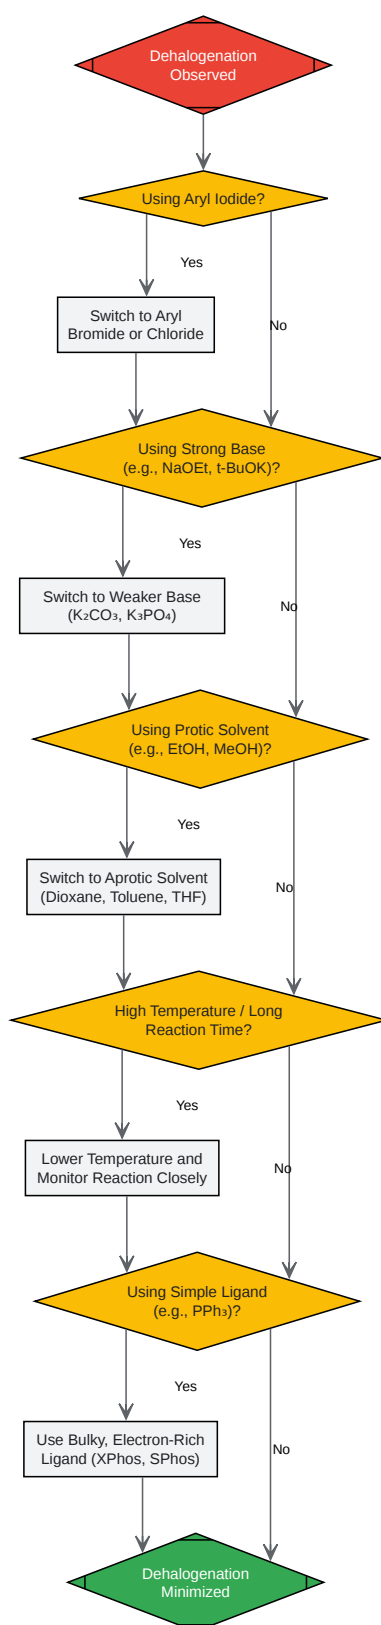 Dehalogenation
Observed
Using Aryl Iodide?
Yes
Switch to Aryl
Bromide or Chloride
No
Using Strong Base
(e.g., NaOEt, t-BuOK)?
Yes
Switch to Weaker Base
(K₂CO₃, K₃PO₄)
No
Using Protic Solvent
(e.g., EtOH, MeOH)?
Yes
Switch to Aprotic Solvent
(Dioxane, Toluene, THF)
No
High Temperature / Long
Reaction Time?
Yes
Lower Temperature and
Monitor Reaction Closely
No
Using Simple Ligand
(e.g., PPh₃)?
Yes
Use Bulky, Electron-Rich
Ligand (XPhos, SPhos)
No
Dehalogenation
Minimized